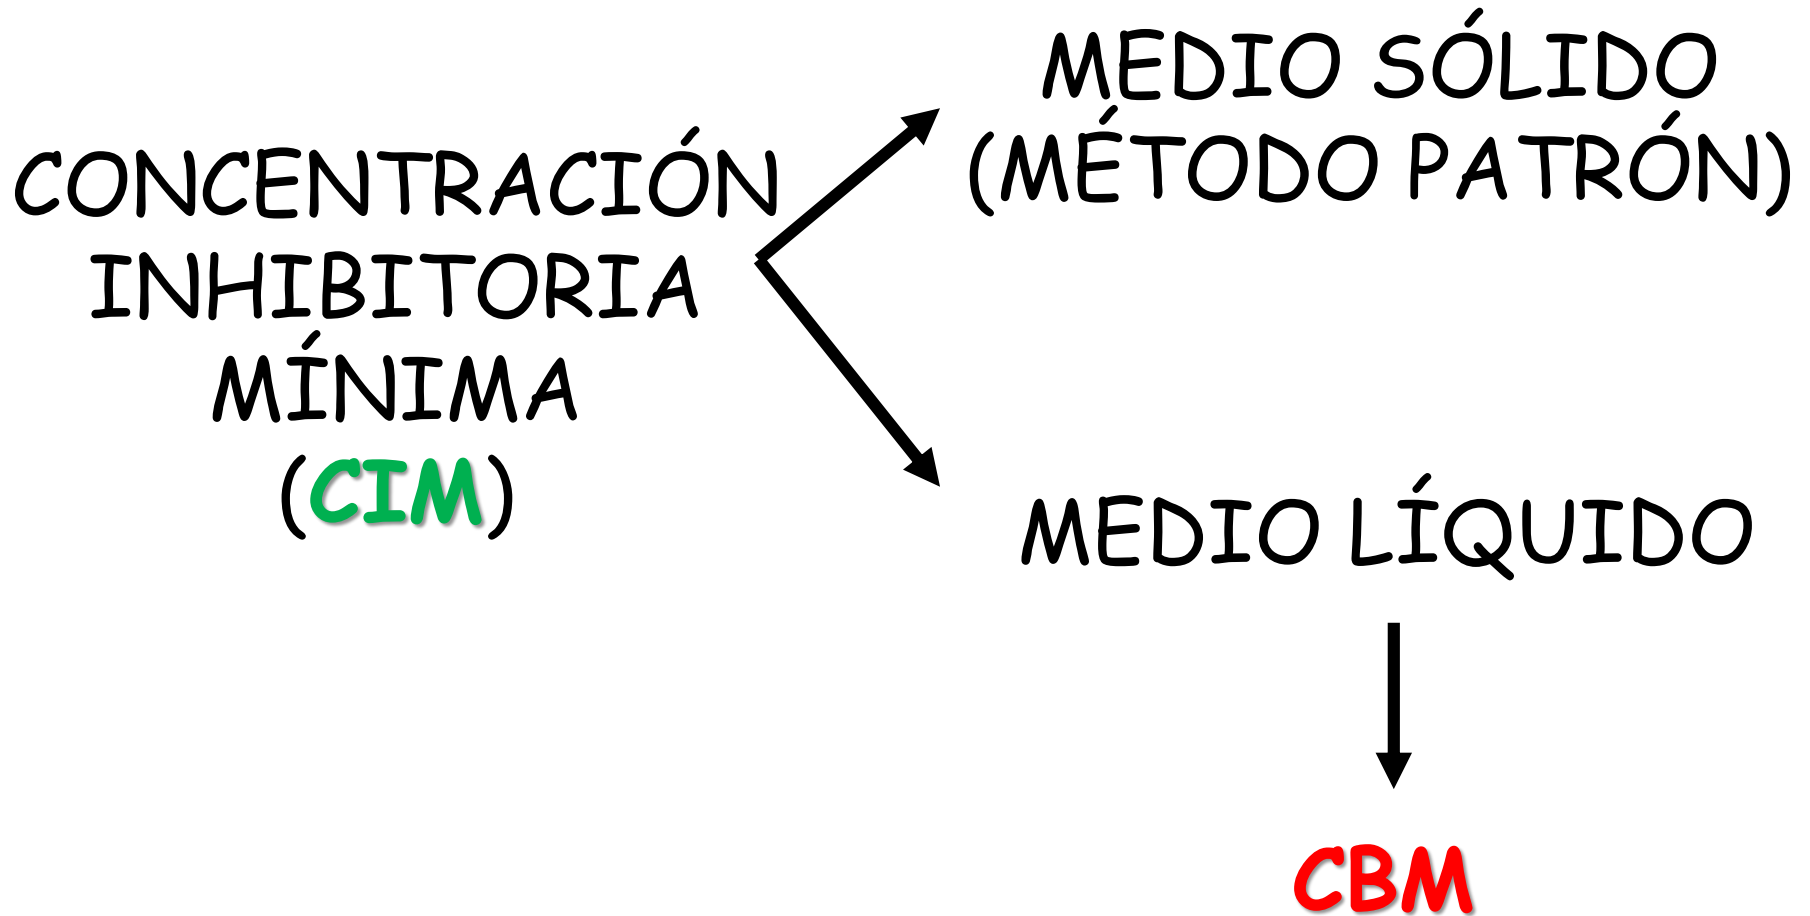 CONCENTRACIÓN
INHIBITORIA
MÍNIMA
(CIM)
MEDIO SÓLIDO
(MÉTODO PATRÓN)
MEDIO LÍQUIDO
CBM